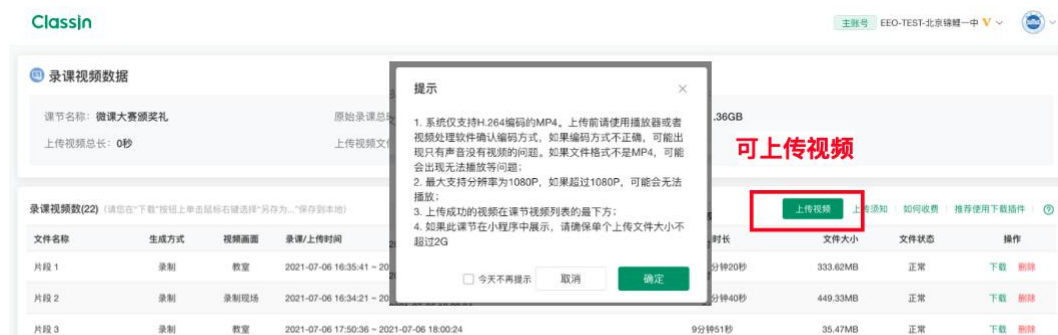 ClassIn
主账号 EEO-TEST-北京锦鲤一中 V
录课视频数据
课节名称：微课大赛颁奖礼
原始录课总
.36GB
上传视频总长：0秒
上传视频文
可上传视频
提示
1. 系统仅支持H.264编码的MP4。上传前请使用播放器或者
视频处理软件确认编码方式，如果编码方式不正确，可能出
现只有声音没有视频的问题。如果文件格式不是MP4，可能
会出现无法播放等问题；
2. 最大支持分辨率为1080P，如果超过1080P，可能会无法
播放；
3. 上传成功的视频在课节视频列表的最下方；
4. 如果此课节在小程序中展示，请确保单个上传文件大小不
超过2G
今天不再提示 取消 确定
录课视频数(22) (请您在"下载"按钮上单击鼠标右键选择"另存为..."保存到本地)
上传视频 上传须知 如何收费 推荐使用下载插件
文件名称 生成方式 视频画面 录课/上传时间 时长 文件大小 文件状态 操作
片段 1 录制 教室 2021-07-06 16:35:41 ~ 20 分钟20秒 333.62MB 正常 下载 删除
片段 2 录制 录制现场 2021-07-06 16:34:21 ~ 20 分钟40秒 449.33MB 正常 下载 删除
片段 3 录制 教室 2021-07-06 17:50:36 ~ 2021-07-06 18:00:24 9分钟51秒 35.47MB 正常 下载 删除